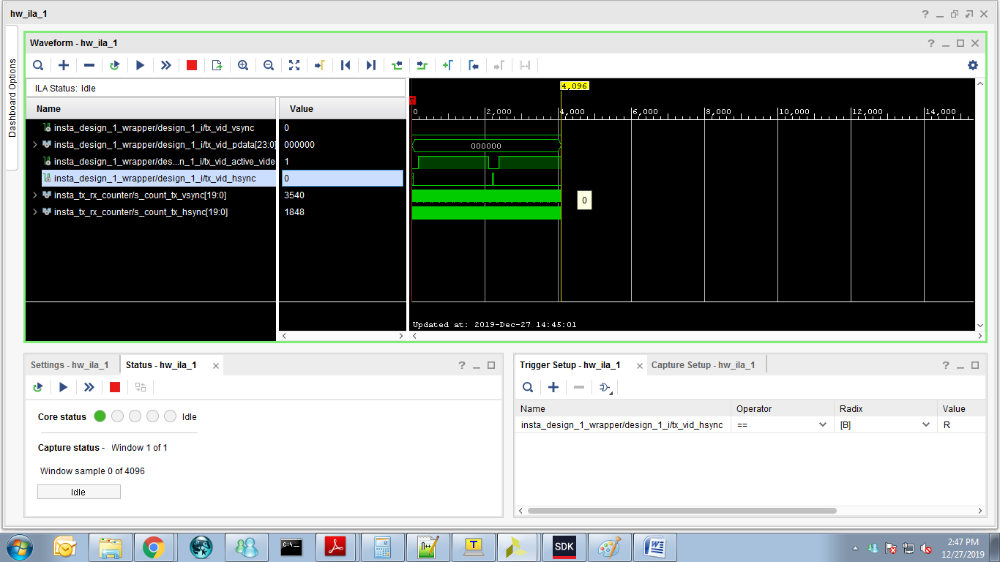 hw_ila_1
Dashboard Options
Waveform - hw_ila_1
ILA Status: Idle
Name Value
insta_design_1_wrapper/design_1_i/tx_vid_vsync 0
insta_design_1_wrapper/design_1_i/tx_vid_pdata[23:0] 000000
insta_design_1_wrapper/des...n_1_i/tx_vid_active_vide 1
insta_design_1_wrapper/design_1_i/tx_vid_hsync 0
insta_tx_rx_counter/s_count_tx_vsync[19:0] 3540
insta_tx_rx_counter/s_count_tx_hsync[19:0] 1848
4,096
T
0 2,000 4,000 6,000 8,000 10,000 12,000 14,000
000000
0
Updated at: 2019-Dec-27 14:45:01
Settings - hw_ila_1 Status - hw_ila_1
Core status Idle
Capture status - Window 1 of 1
Window sample 0 of 4096
Idle
Trigger Setup - hw_ila_1 Capture Setup - hw_ila_1
Name Operator Radix Value
insta_design_1_wrapper/design_1_i/tx_vid_hsync == [B] R
C:\
T
SDK
W
2:47 PM
12/27/2019